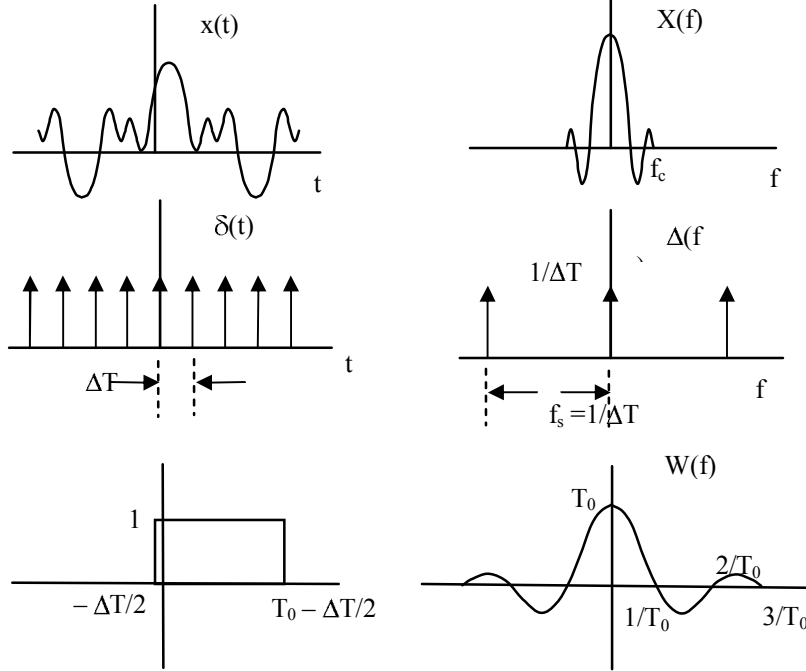 x(t)
X(f)
t
f_c
f
δ(t)
Δ(f
、
1/ΔT
ΔT
t
f_s =1/ΔT
f
W(f)
1
T_0
2/T_0
− ΔT/2
T_0 − ΔT/2
1/T_0
3/T_0